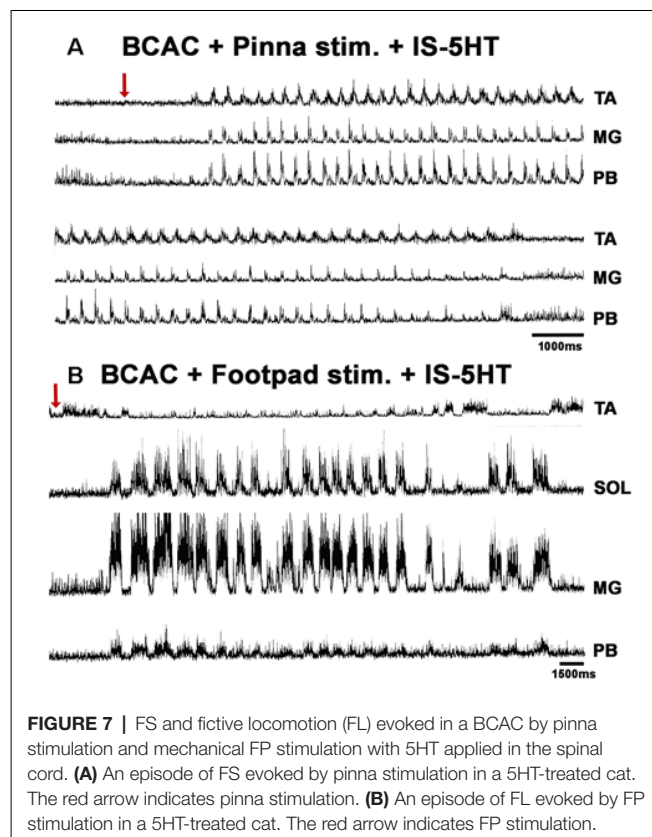 A BCAC + Pinna stim. + IS-5HT
TA
MG
PB
TA
MG
PB
1000ms
B BCAC + Footpad stim. + IS-5HT
TA
SOL
MG
PB
1500ms
FIGURE 7 | FS and fictive locomotion (FL) evoked in a BCAC by pinna
stimulation and mechanical FP stimulation with 5HT applied in the spinal
cord. (A) An episode of FS evoked by pinna stimulation in a 5HT-treated cat.
The red arrow indicates pinna stimulation. (B) An episode of FL evoked by FP
stimulation in a 5HT-treated cat. The red arrow indicates FP stimulation.